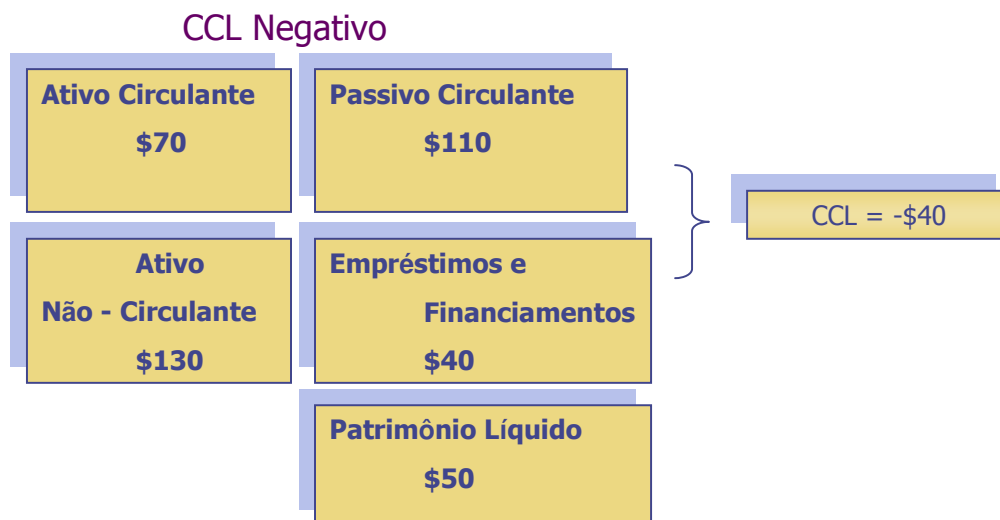 CCL Negativo
Ativo Circulante
$70
Passivo Circulante
$110
CCL = -$40
Ativo
Não - Circulante
$130
Empréstimos e
Financiamentos
$40
Patrimônio Líquido
$50